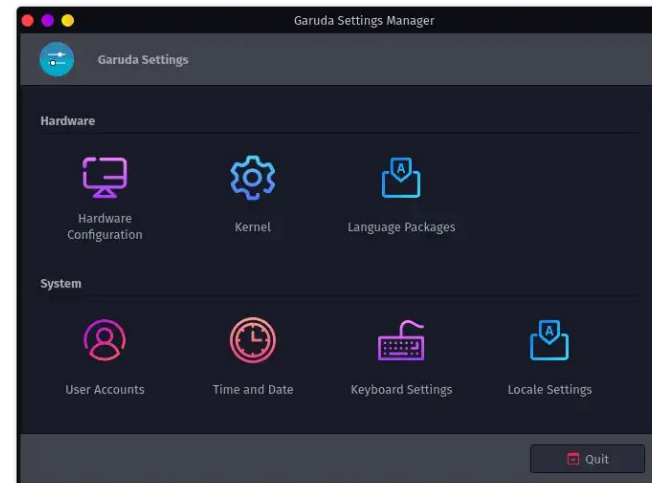 Garuda Settings Manager
Garuda Settings
Hardware
Hardware
Configuration
Kernel
Language Packages
System
User Accounts
Time and Date
Keyboard Settings
Locale Settings
Quit